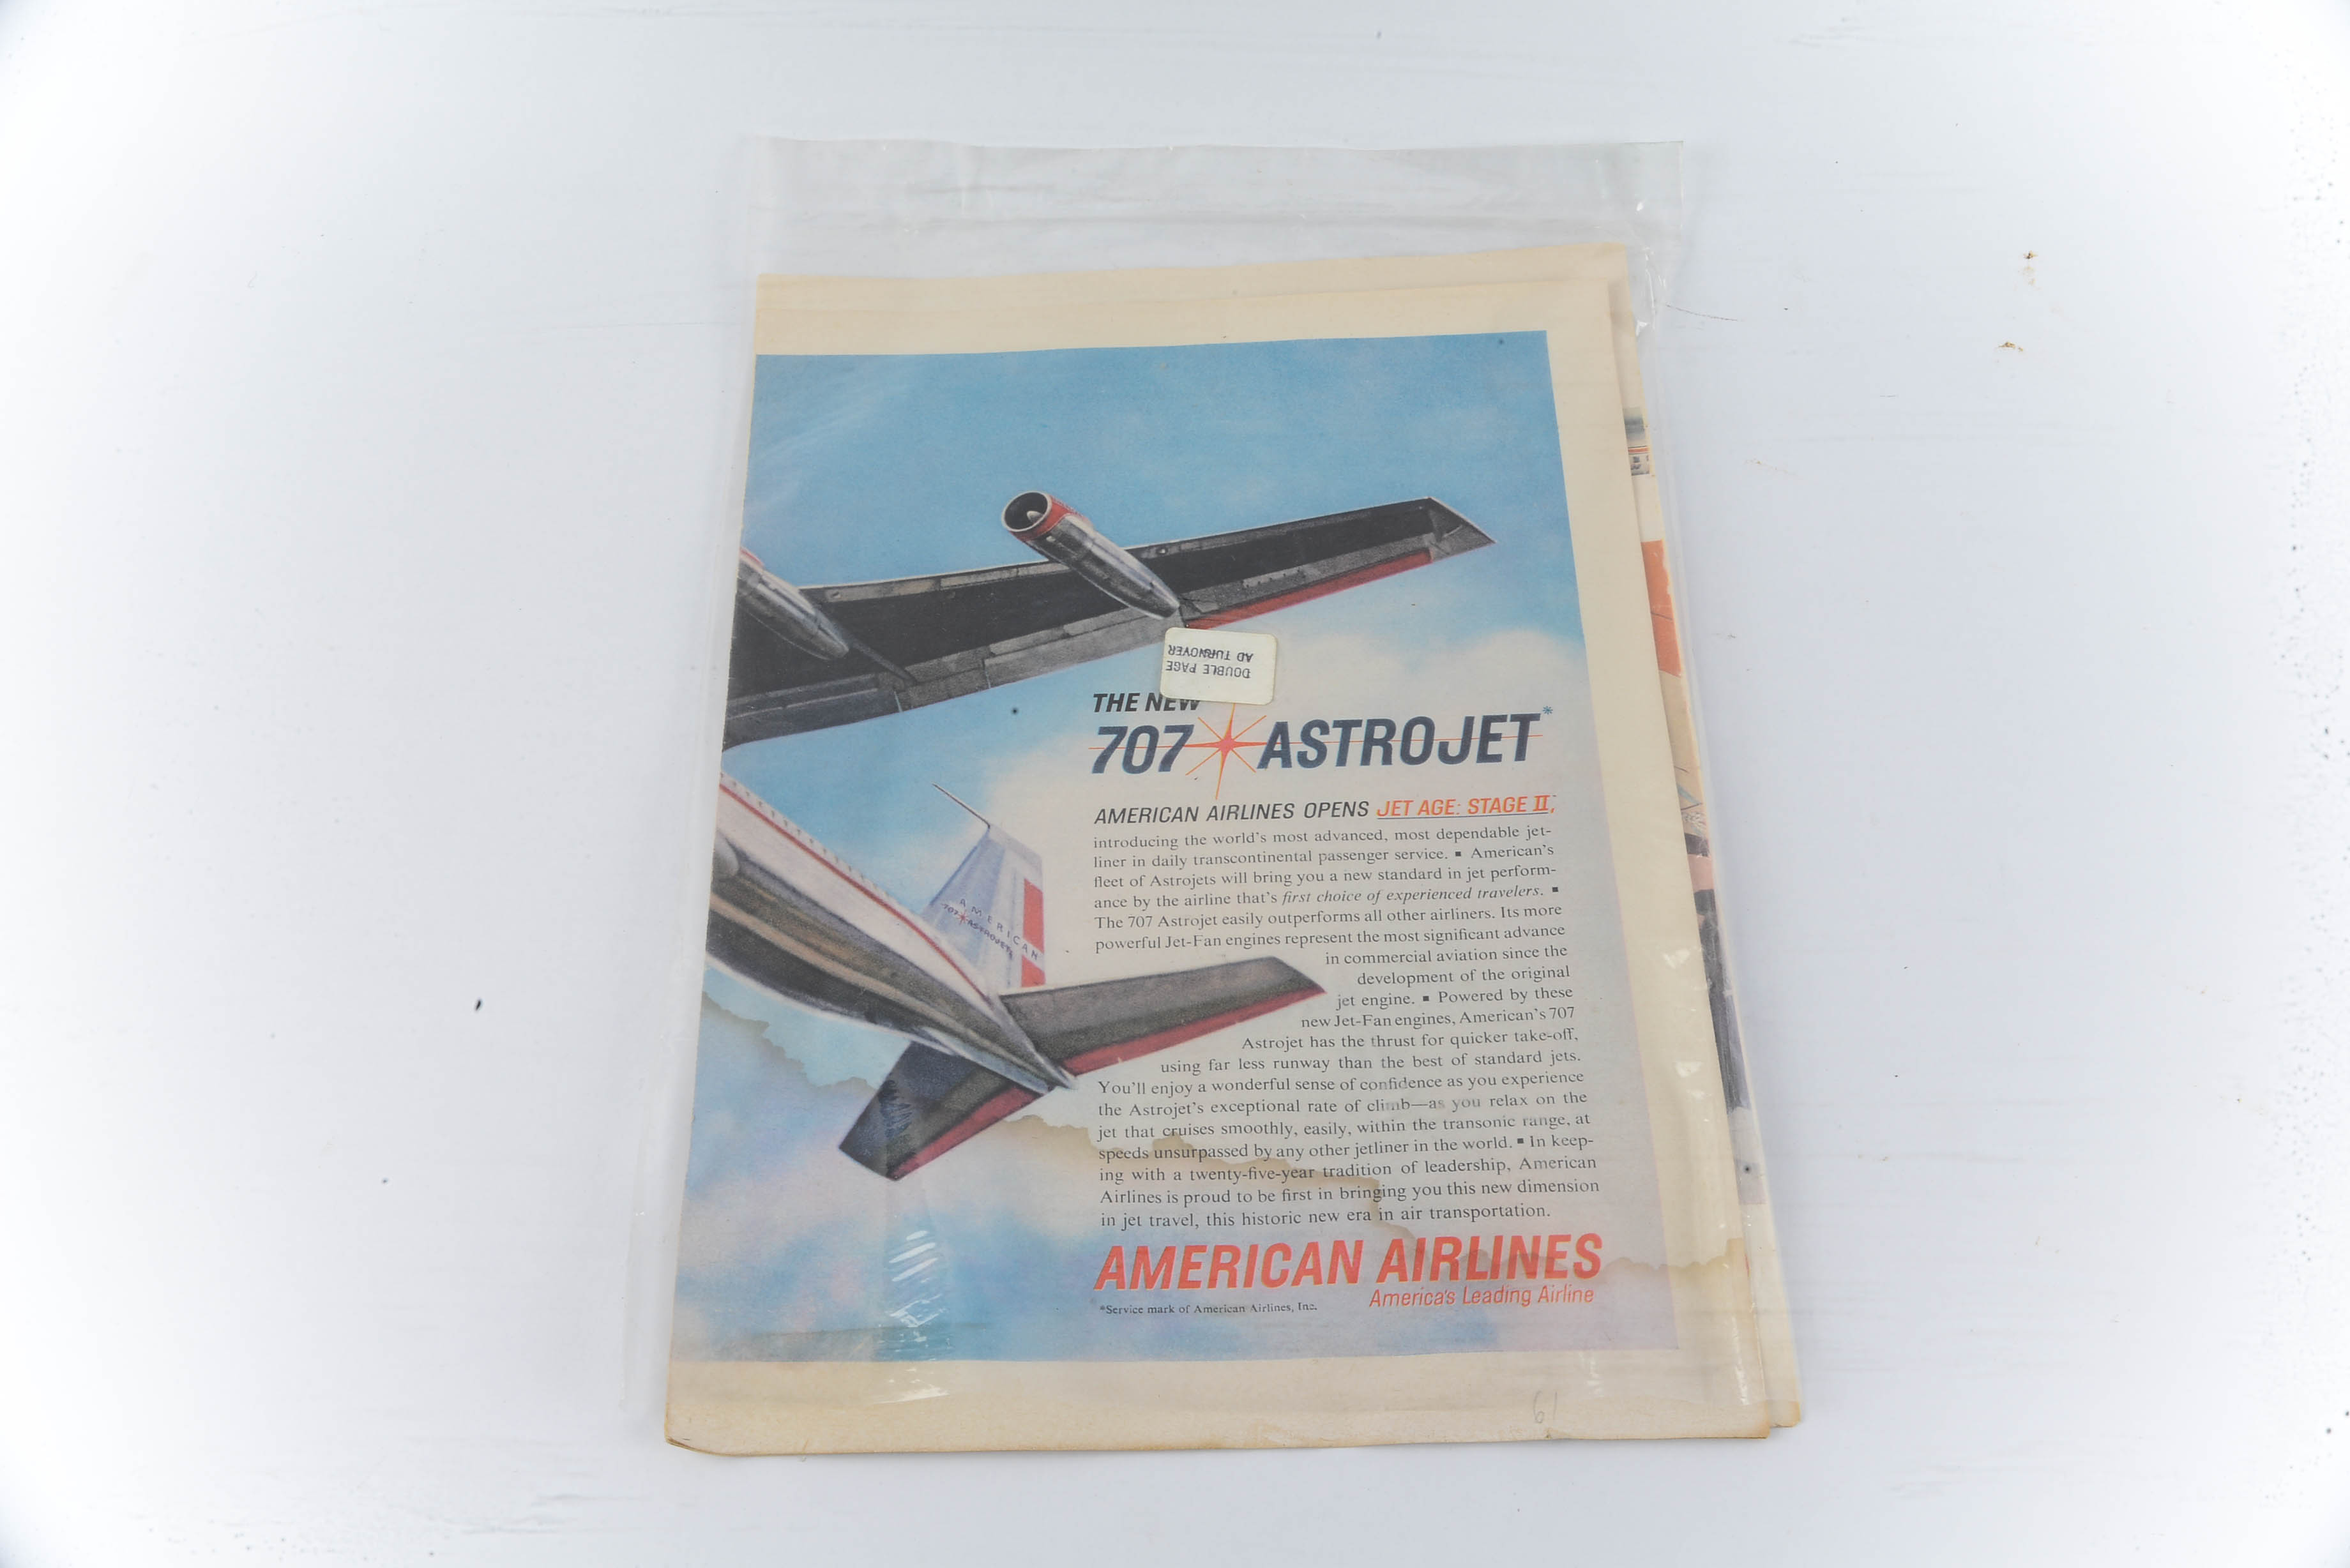 DOUBLE PAGE
AD TURNOVER
THE NEW
707 ASTROJET*
AMERICAN AIRLINES OPENS JET AGE: STAGE II,
introducing the world's most advanced, most dependable jet-
liner in daily transcontinental passenger service. ▪ American's
fleet of Astrojets will bring you a new standard in jet perform-
ance by the airline that's first choice of experienced travelers. ▪
The 707 Astrojet easily outperforms all other airliners. Its more
powerful Jet-Fan engines represent the most significant advance
in commercial aviation since the
development of the original
jet engine. ▪ Powered by these
new Jet-Fan engines, American's 707
Astrojet has the thrust for quicker take-off,
using far less runway than the best of standard jets.
You'll enjoy a wonderful sense of confidence as you experience
the Astrojet's exceptional rate of climb—as you relax on the
jet that cruises smoothly, easily, within the transonic range, at
speeds unsurpassed by any other jetliner in the world. ▪ In keep-
ing with a twenty-five-year tradition of leadership, American
Airlines is proud to be first in bringing you this new dimension
in jet travel, this historic new era in air transportation.
AMERICAN AIRLINES
America's Leading Airline
*Service mark of American Airlines, Inc.
AMERICAN
707 ASTROJET
61